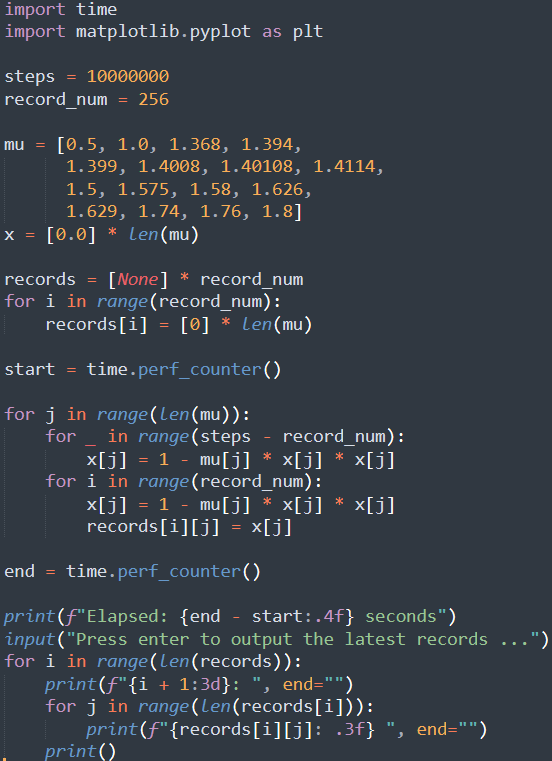 import time
import matplotlib.pyplot as plt

steps = 10000000
record_num = 256

mu = [0.5, 1.0, 1.368, 1.394,
      1.399, 1.4008, 1.40108, 1.4114,
      1.5, 1.575, 1.58, 1.626,
      1.629, 1.74, 1.76, 1.8]
x = [0.0] * len(mu)

records = [None] * record_num
for i in range(record_num):
    records[i] = [0] * len(mu)

start = time.perf_counter()

for j in range(len(mu)):
    for _ in range(steps - record_num):
        x[j] = 1 - mu[j] * x[j] * x[j]
    for i in range(record_num):
        x[j] = 1 - mu[j] * x[j] * x[j]
        records[i][j] = x[j]

end = time.perf_counter()

print(f"Elapsed: {end - start:.4f} seconds")
input("Press enter to output the latest records ...")
for i in range(len(records)):
    print(f"{i + 1:3d}: ", end="")
    for j in range(len(records[i])):
        print(f"{records[i][j]: .3f} ", end="")
    print()